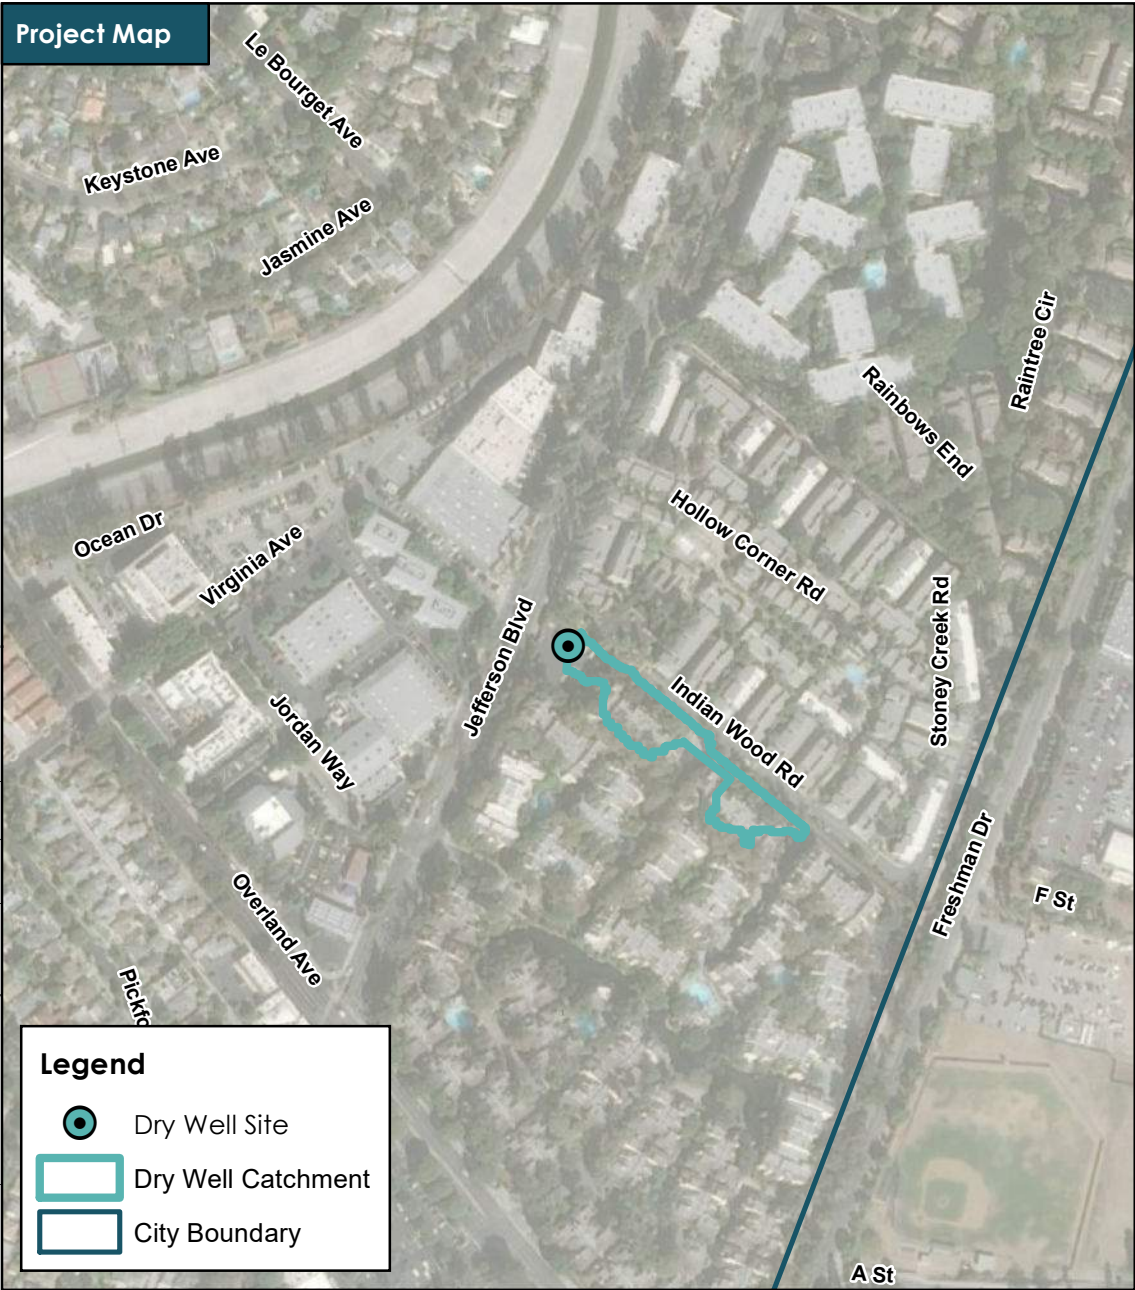 Project Map
Le Bourget Ave
Keystone Ave
Jasmine Ave
Raintree Cir
Rainbows End
Ocean Dr
Virginia Ave
Hollow Corner Rd
Stoney Creek Rd
Jefferson Blvd
Indian Wood Rd
Jordan Way
Freshman Dr
F St
Overland Ave
Pickfo
Legend
Dry Well Site
Dry Well Catchment
City Boundary
A St